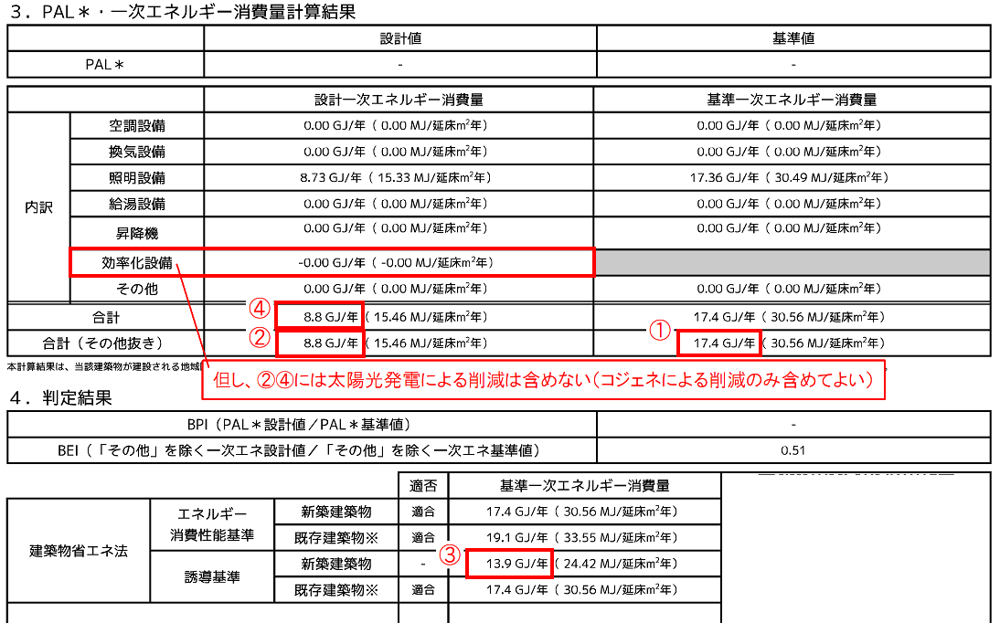 ３．PAL＊・一次エネルギー消費量計算結果
設計値 基準値
PAL＊ - -
設計一次エネルギー消費量 基準一次エネルギー消費量
内訳
空調設備 0.00 GJ/年（ 0.00 MJ/延床m²年） 0.00 GJ/年（ 0.00 MJ/延床m²年）
換気設備 0.00 GJ/年（ 0.00 MJ/延床m²年） 0.00 GJ/年（ 0.00 MJ/延床m²年）
照明設備 8.73 GJ/年（ 15.33 MJ/延床m²年） 17.36 GJ/年（ 30.49 MJ/延床m²年）
給湯設備 0.00 GJ/年（ 0.00 MJ/延床m²年） 0.00 GJ/年（ 0.00 MJ/延床m²年）
昇降機 0.00 GJ/年（ 0.00 MJ/延床m²年） 0.00 GJ/年（ 0.00 MJ/延床m²年）
効率化設備 -0.00 GJ/年（ -0.00 MJ/延床m²年）
その他 0.00 GJ/年（ 0.00 MJ/延床m²年） 0.00 GJ/年（ 0.00 MJ/延床m²年）
合計 ④ 8.8 GJ/年（ 15.46 MJ/延床m²年） 17.4 GJ/年（ 30.56 MJ/延床m²年）
合計（その他抜き） ② 8.8 GJ/年（ 15.46 MJ/延床m²年） ① 17.4 GJ/年（ 30.56 MJ/延床m²年）
本計算結果は、当該建築物が建設される地域
但し、②④には太陽光発電による削減は含めない（コジェネによる削減のみ含めてよい）
４．判定結果
BPI（PAL＊設計値／PAL＊基準値） -
BEI（「その他」を除く一次エネ設計値／「その他」を除く一次エネ基準値） 0.51
適否 基準一次エネルギー消費量
建築物省エネ法
エネルギー消費性能基準
新築建築物 適合 17.4 GJ/年（ 30.56 MJ/延床m²年）
既存建築物※ 適合 19.1 GJ/年（ 33.55 MJ/延床m²年）
誘導基準
新築建築物 - ③ 13.9 GJ/年（ 24.42 MJ/延床m²年）
既存建築物※ 適合 17.4 GJ/年（ 30.56 MJ/延床m²年）